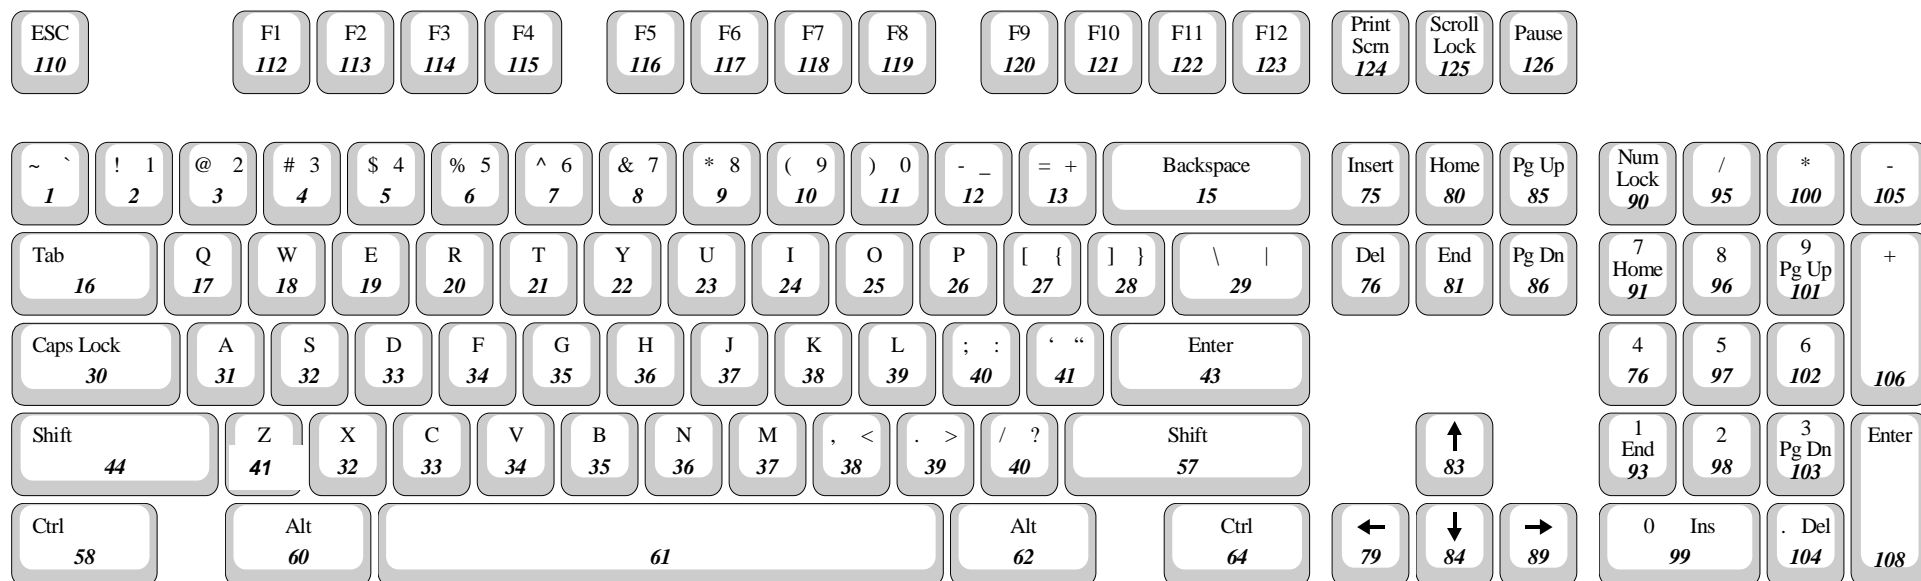 ESC F1 F2 F3 F4 F5 F6 F7 F8 F9 F10 F11 F12 Print Scrn Scroll Lock Pause
110 112 113 114 115 116 117 118 119 120 121 122 123 124 125 126
~ ` ! 1 @ 2 # 3 $ 4 % 5 ^ 6 & 7 * 8 ( 9 ) 0 - _ = + Backspace Insert Home Pg Up Num Lock / * -
1 2 3 4 5 6 7 8 9 10 11 12 13 15 75 80 85 90 95 100 105
Tab Q W E R T Y U I O P [ { ] } \ | Del End Pg Dn 7 Home 8 9 Pg Up +
16 17 18 19 20 21 22 23 24 25 26 27 28 29 76 81 86 91 96 101
Caps Lock A S D F G H J K L ; : ‘ “ Enter 4 5 6
30 31 32 33 34 35 36 37 38 39 40 41 43 76 97 102 106
Shift Z X C V B N M , < . > / ? Shift ↑ 1 End 2 3 Pg Dn Enter
44 41 32 33 34 35 36 37 38 39 40 57 83 93 98 103
Ctrl Alt Alt Ctrl ← ↓ → 0 Ins . Del
58 60 61 62 64 79 84 89 99 104 108